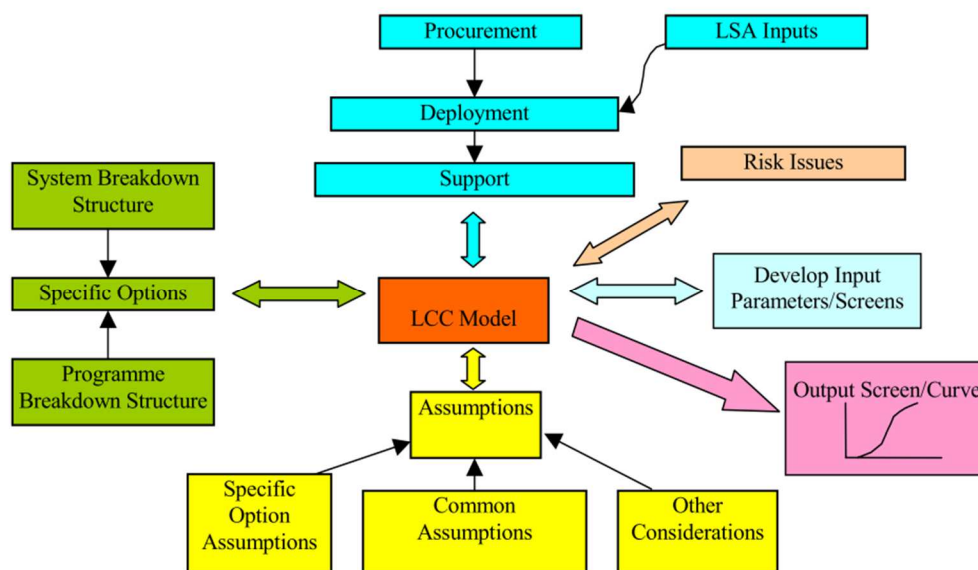 Procurement
LSA Inputs
Deployment
Risk Issues
System Breakdown
Structure
Support
Specific Options
LCC Model
Develop Input
Parameters/Screens
Programme
Breakdown Structure
Assumptions
Output Screen/Curve
Specific
Option
Assumptions
Common
Assumptions
Other
Considerations